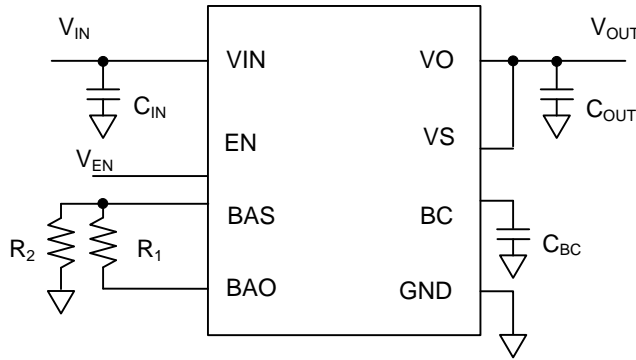 VIN
VOUT
VIN
VO
CIN
COUT
EN
VS
VEN
BAS
BC
R2
R1
CBC
BAO
GND